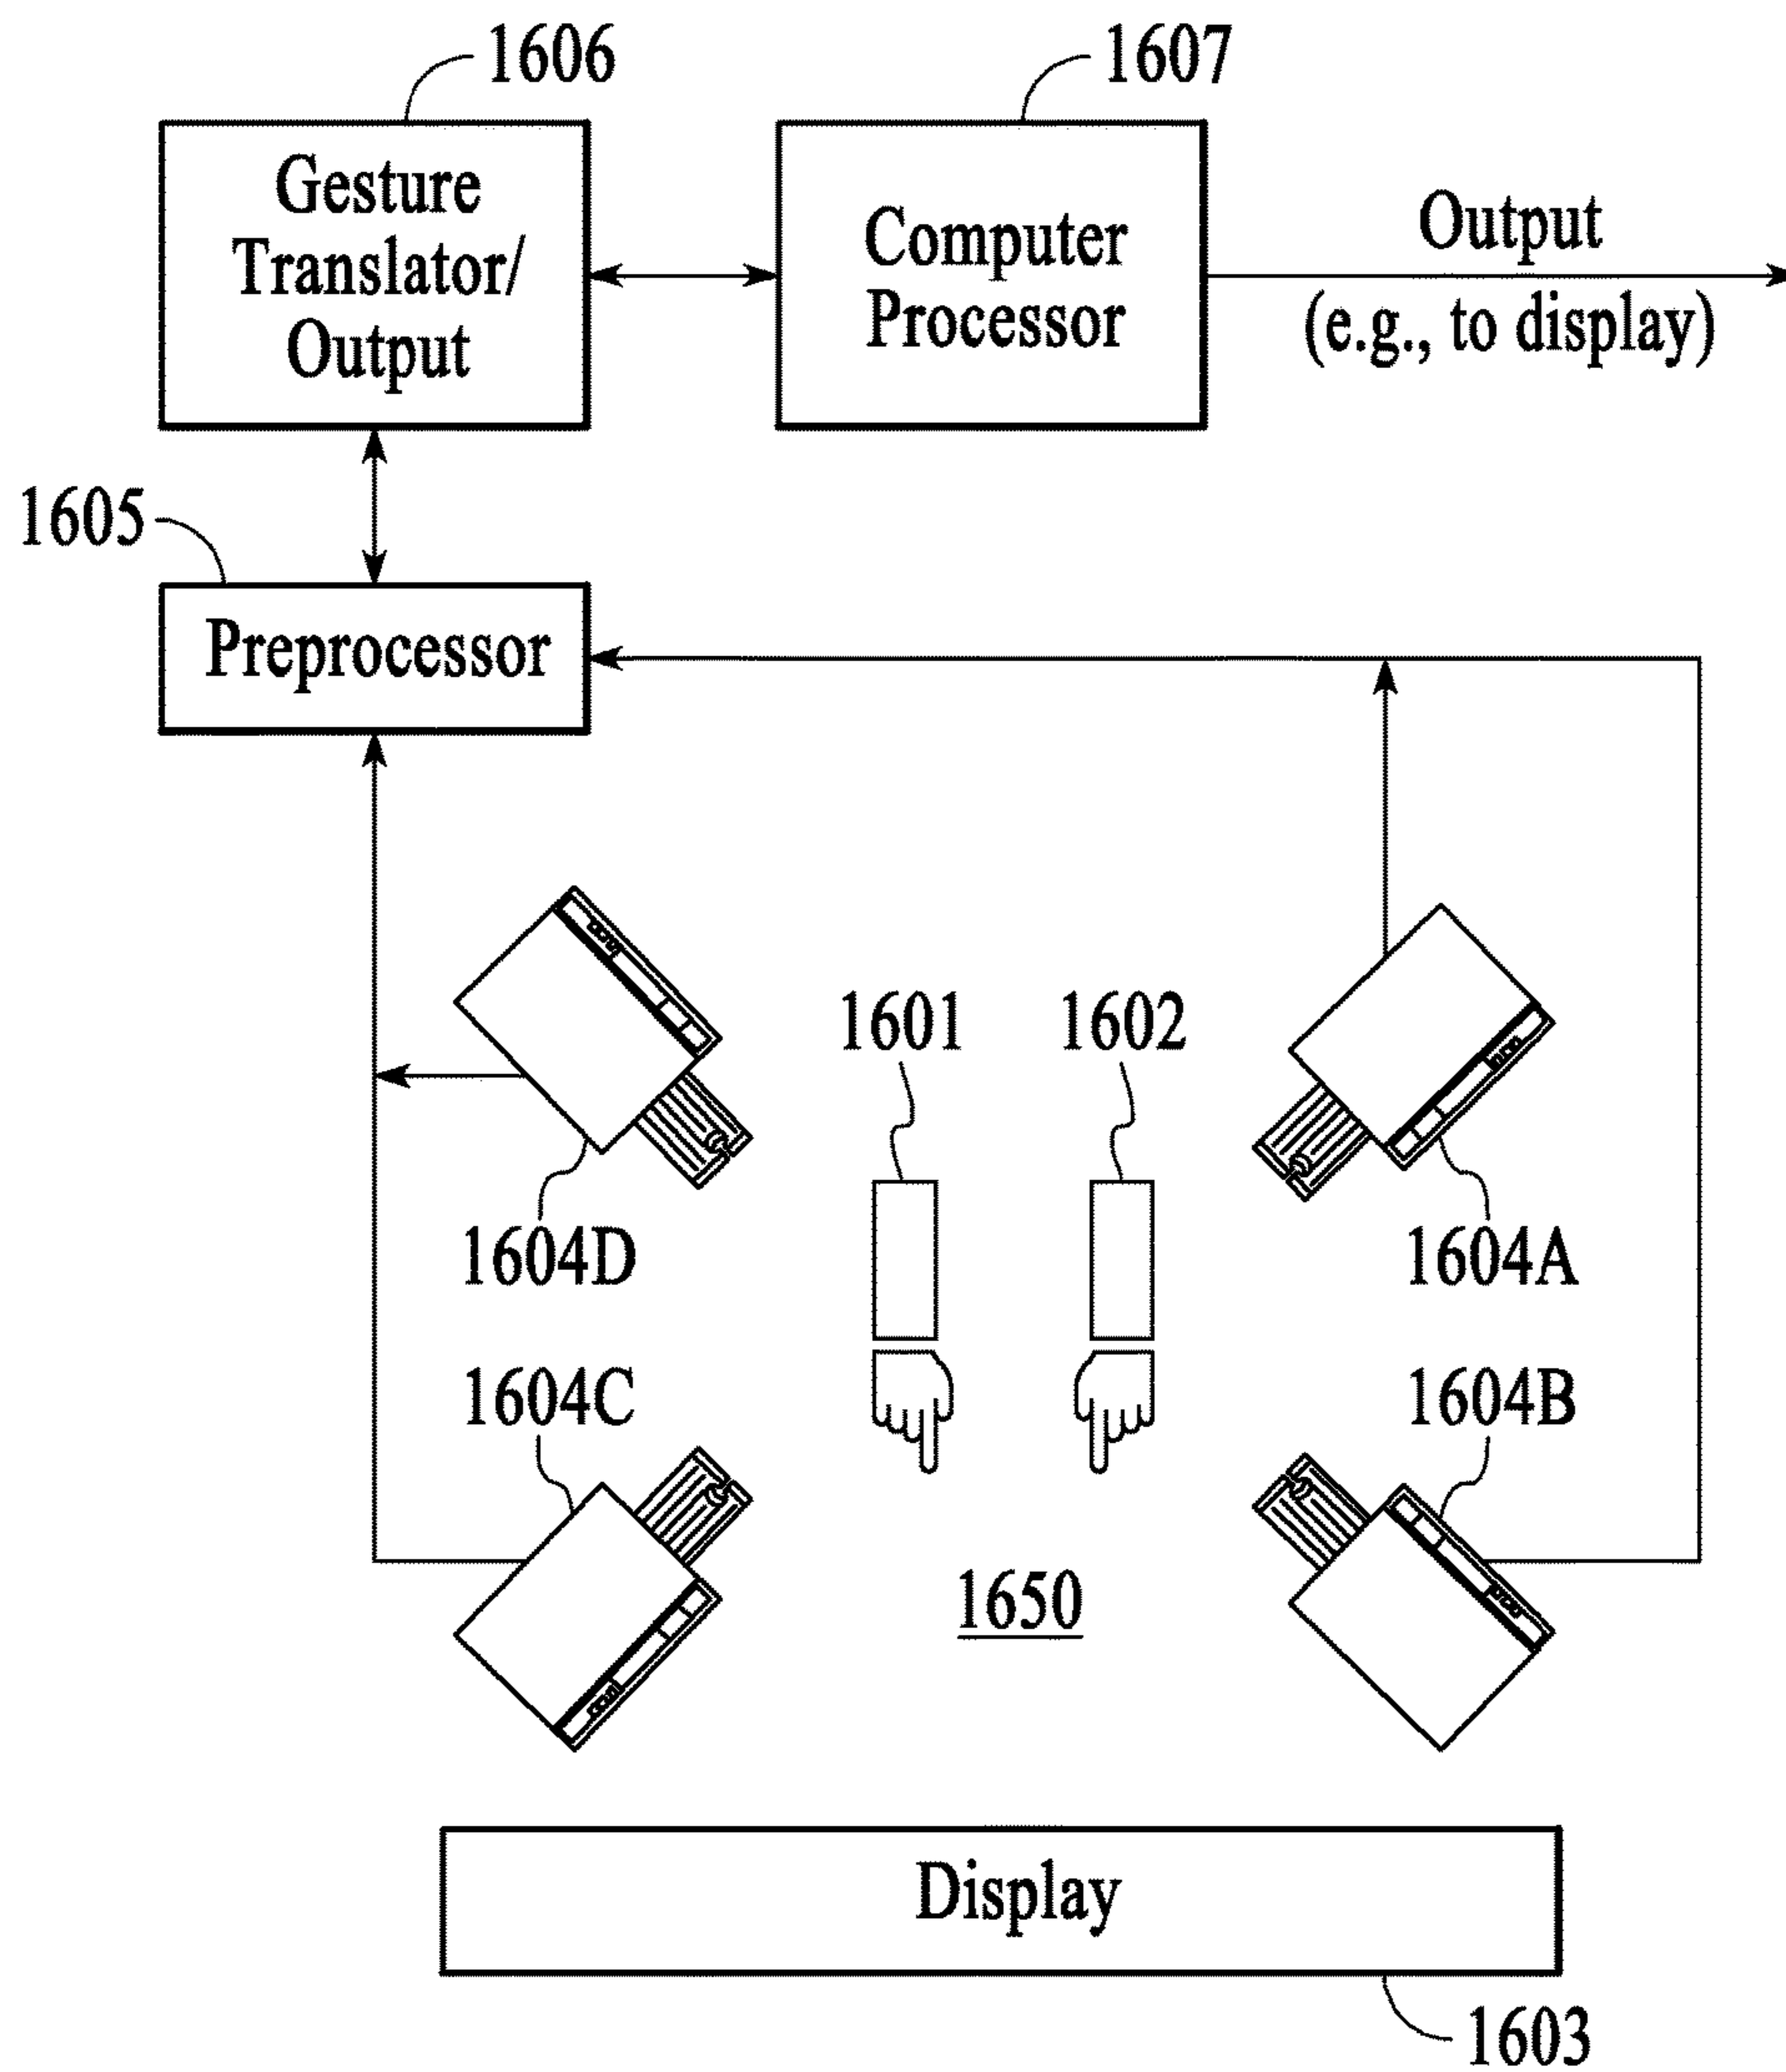 1606
1607
Gesture
Translator/
Output
Computer
Processor
Output
(e.g., to display)
1605
Preprocessor
1601
1602
1604D
1604A
1604C
1604B
1650
Display
1603